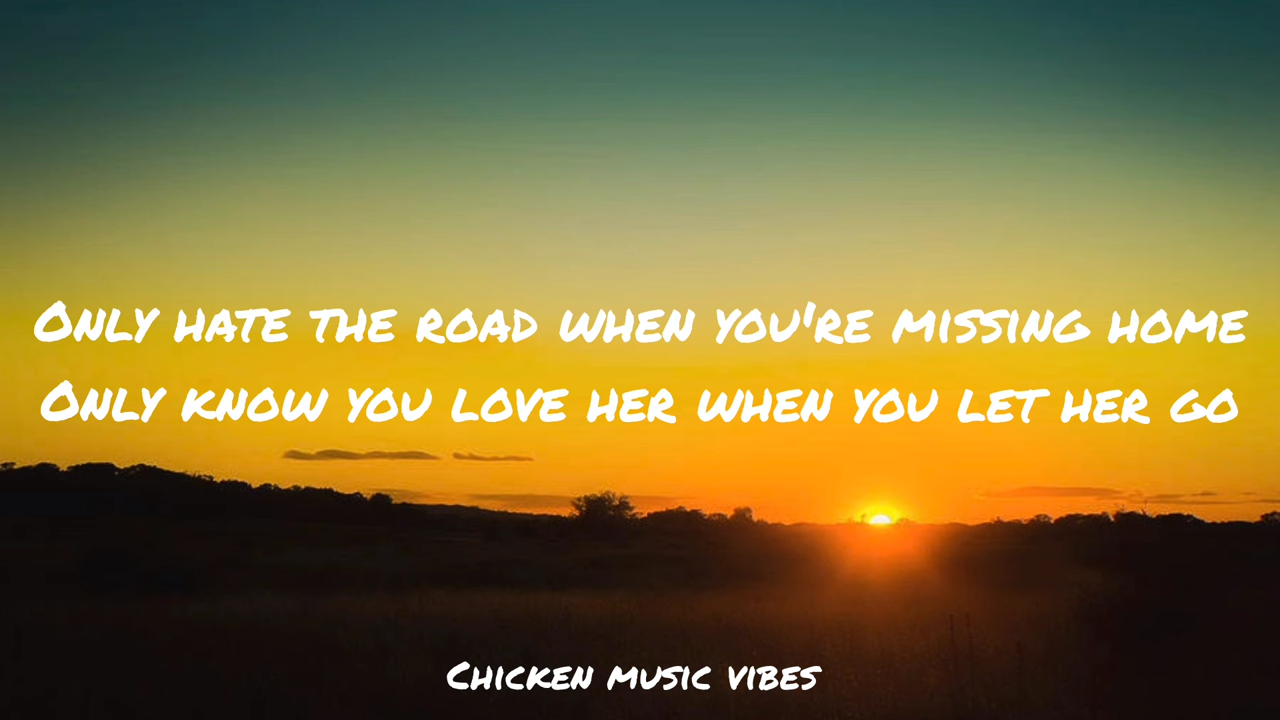 Only hate the road when you're missing home
Only know you love her when you let her go
Chicken music vibes